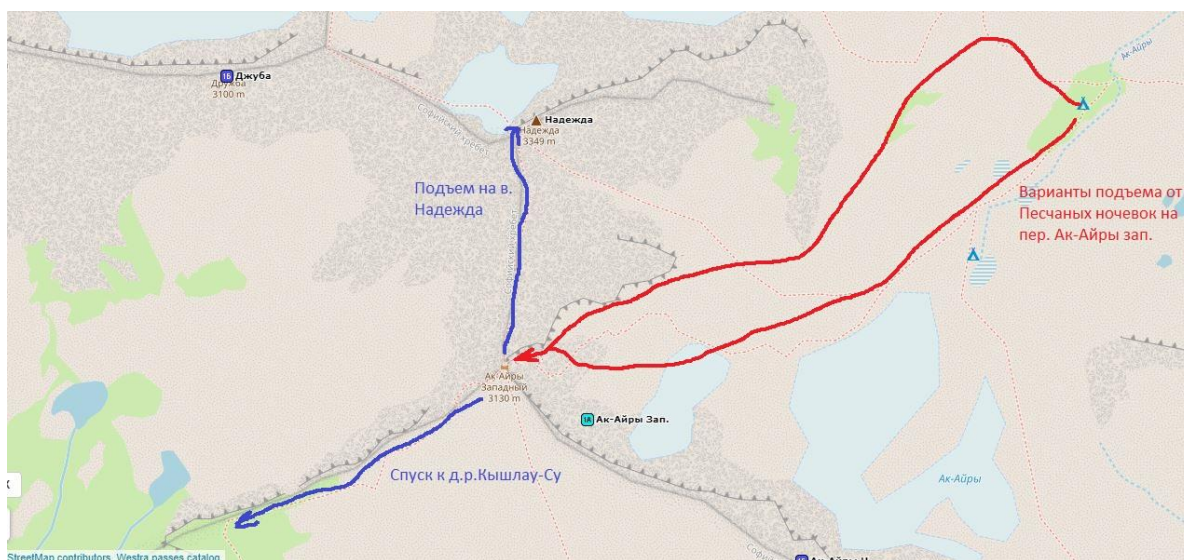 1Б Джуба
Дружба
3100 m
Надежда
Надежда
3349 m
Софийский хребет
Ак-Айры
Подъем на в.
Надежда
Варианты подъема от
Песчаных ночевок на
пер. Ак-Айры зап.
Ак-Айры
Западный
3130 m
1А Ак-Айры Зап.
Спуск к д.р.Кышлау-Су
Ак-Айры
StreetMap contributors, Westra passes catalog